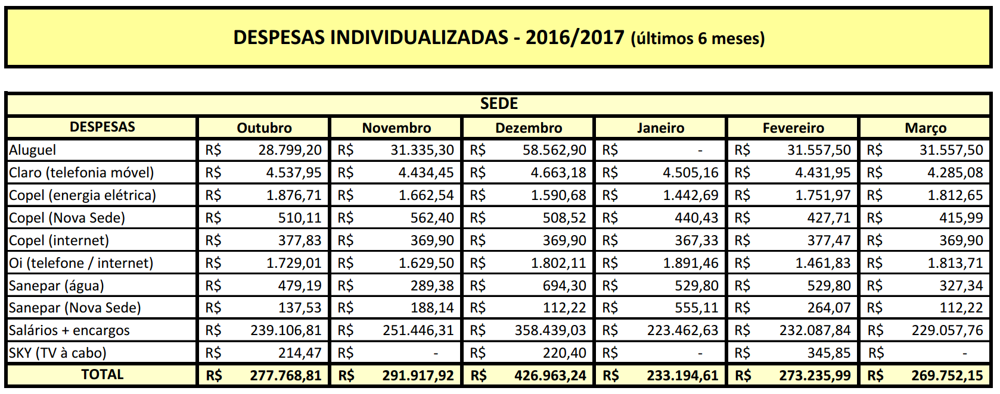 DESPESAS INDIVIDUALIZADAS - 2016/2017 (últimos 6 meses)
SEDE
DESPESAS Outubro Novembro Dezembro Janeiro Fevereiro Março
Aluguel R$ 28.799,20 R$ 31.335,30 R$ 58.562,90 R$ - R$ 31.557,50 R$ 31.557,50
Claro (telefonia móvel) R$ 4.537,95 R$ 4.434,45 R$ 4.663,18 R$ 4.505,16 R$ 4.431,95 R$ 4.285,08
Copel (energia elétrica) R$ 1.876,71 R$ 1.662,54 R$ 1.590,68 R$ 1.442,69 R$ 1.751,97 R$ 1.812,65
Copel (Nova Sede) R$ 510,11 R$ 562,40 R$ 508,52 R$ 440,43 R$ 427,71 R$ 415,99
Copel (internet) R$ 377,83 R$ 369,90 R$ 369,90 R$ 367,33 R$ 377,47 R$ 369,90
Oi (telefone / internet) R$ 1.729,01 R$ 1.629,50 R$ 1.802,11 R$ 1.891,46 R$ 1.461,83 R$ 1.813,71
Sanepar (água) R$ 479,19 R$ 289,38 R$ 694,30 R$ 529,80 R$ 529,80 R$ 327,34
Sanepar (Nova Sede) R$ 137,53 R$ 188,14 R$ 112,22 R$ 555,11 R$ 264,07 R$ 112,22
Salários + encargos R$ 239.106,81 R$ 251.446,31 R$ 358.439,03 R$ 223.462,63 R$ 232.087,84 R$ 229.057,76
SKY (TV à cabo) R$ 214,47 R$ - R$ 220,40 R$ - R$ 345,85 R$ -
TOTAL R$ 277.768,81 R$ 291.917,92 R$ 426.963,24 R$ 233.194,61 R$ 273.235,99 R$ 269.752,15